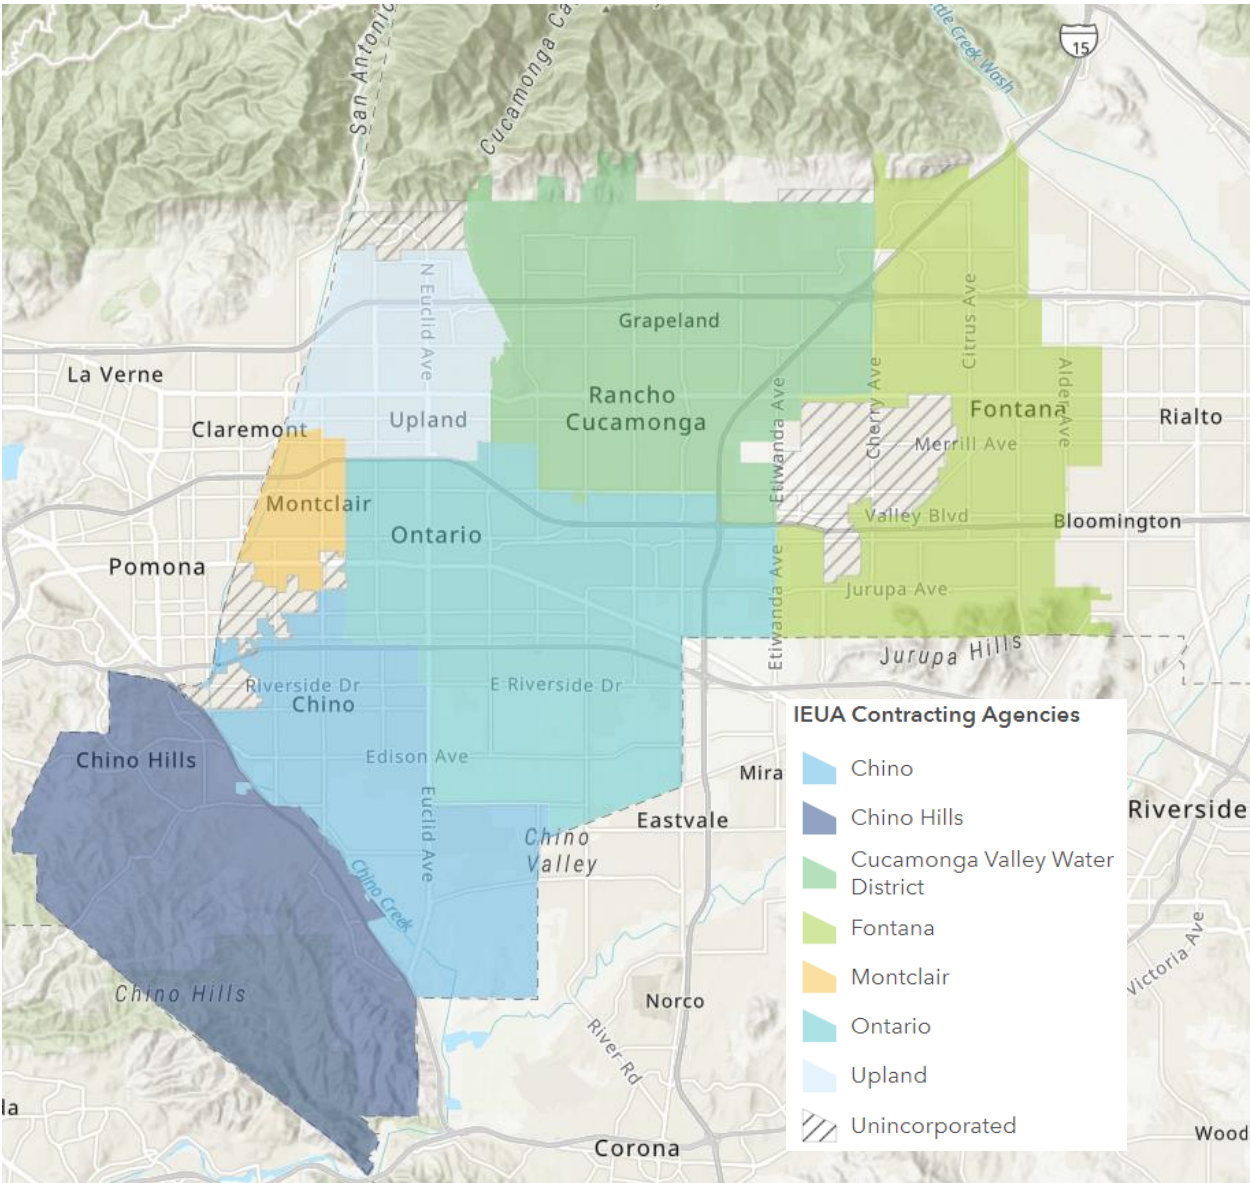 San Antonio
Cucamonga Ca
ttle Creek Wash
15
N Euclid Ave
Citrus Ave
Grapeland
La Verne
Rancho
Cucamonga
Upland
Claremont
Etiwanda Ave
Cherry Ave
Fontana
Alder Ave
Rialto
Merrill Ave
Montclair
Ontario
Valley Blvd
Bloomington
Pomona
Etiwanda Ave
Jurupa Ave
Jurupa Hills
Riverside Dr
Chino
E Riverside Dr
Chino Hills
Edison Ave
Mira
Euclid Ave
Chino
Valley
Eastvale
Riverside
Chino Creek
Victoria Ave
Chino Hills
Norco
River Rd
la
Corona
Wood
IEUA Contracting Agencies
Chino
Chino Hills
Cucamonga Valley Water
District
Fontana
Montclair
Ontario
Upland
Unincorporated